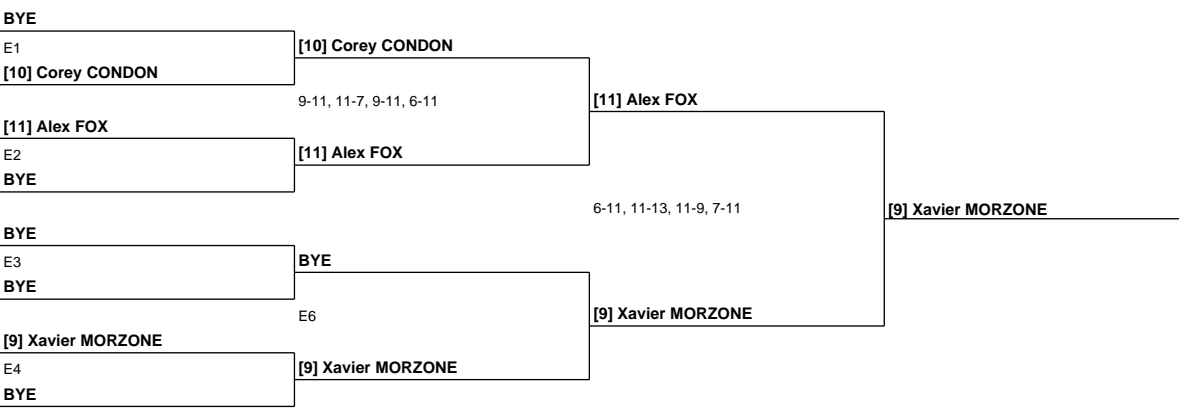 BYE
E1
[10] Corey CONDON
[10] Corey CONDON
9-11, 11-7, 9-11, 6-11
[11] Alex FOX
[11] Alex FOX
E2
[11] Alex FOX
BYE
6-11, 11-13, 11-9, 7-11
[9] Xavier MORZONE
BYE
E3
BYE
BYE
E6
[9] Xavier MORZONE
[9] Xavier MORZONE
E4
[9] Xavier MORZONE
BYE